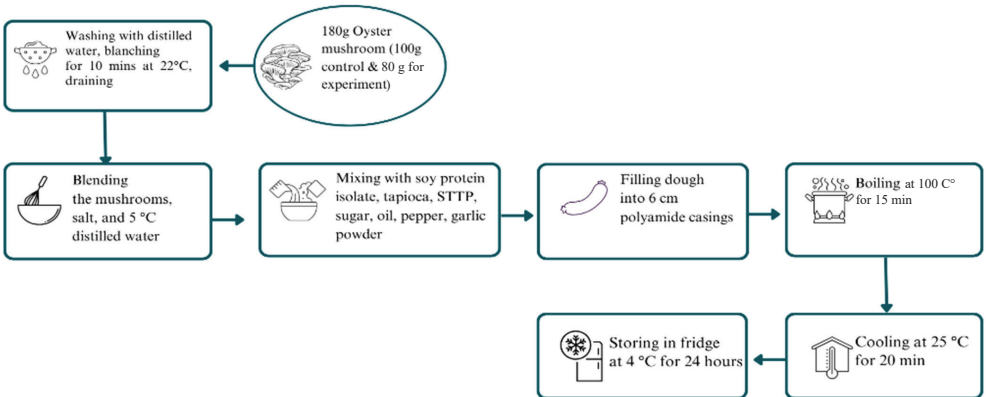 180g Oyster
mushroom (100g
control & 80 g for
experiment)
Washing with distilled
water, blanching
for 10 mins at 22°C,
draining
Blending
the mushrooms,
salt, and 5 °C
distilled water
Mixing with soy protein
isolate, tapioca, STTP,
sugar, oil, pepper, garlic
powder
Filling dough
into 6 cm
polyamide casings
Boiling at 100 C°
for 15 min
Cooling at 25 °C
for 20 min
Storing in fridge
at 4 °C for 24 hours